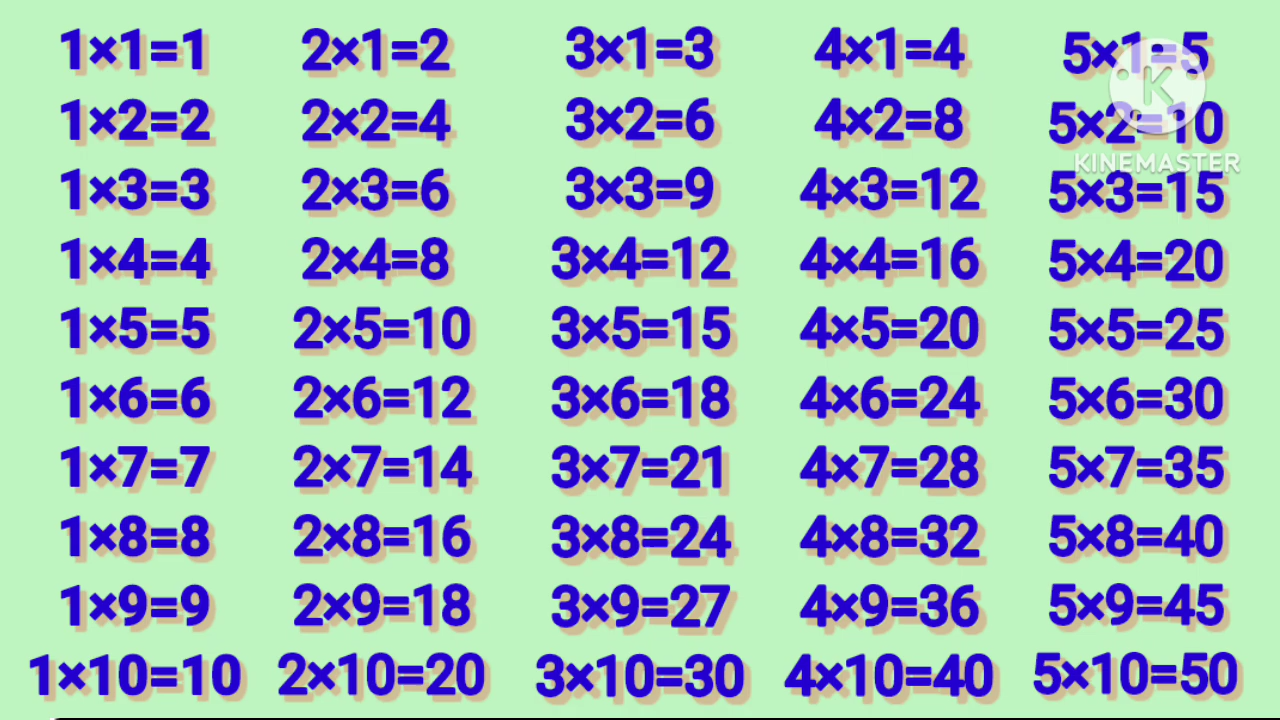 1×1=1 2×1=2 3×1=3 4×1=4 5×1=5
1×2=2 2×2=4 3×2=6 4×2=8 5×2=10
KINEMASTER
1×3=3 2×3=6 3×3=9 4×3=12 5×3=15
1×4=4 2×4=8 3×4=12 4×4=16 5×4=20
1×5=5 2×5=10 3×5=15 4×5=20 5×5=25
1×6=6 2×6=12 3×6=18 4×6=24 5×6=30
1×7=7 2×7=14 3×7=21 4×7=28 5×7=35
1×8=8 2×8=16 3×8=24 4×8=32 5×8=40
1×9=9 2×9=18 3×9=27 4×9=36 5×9=45
1×10=10 2×10=20 3×10=30 4×10=40 5×10=50